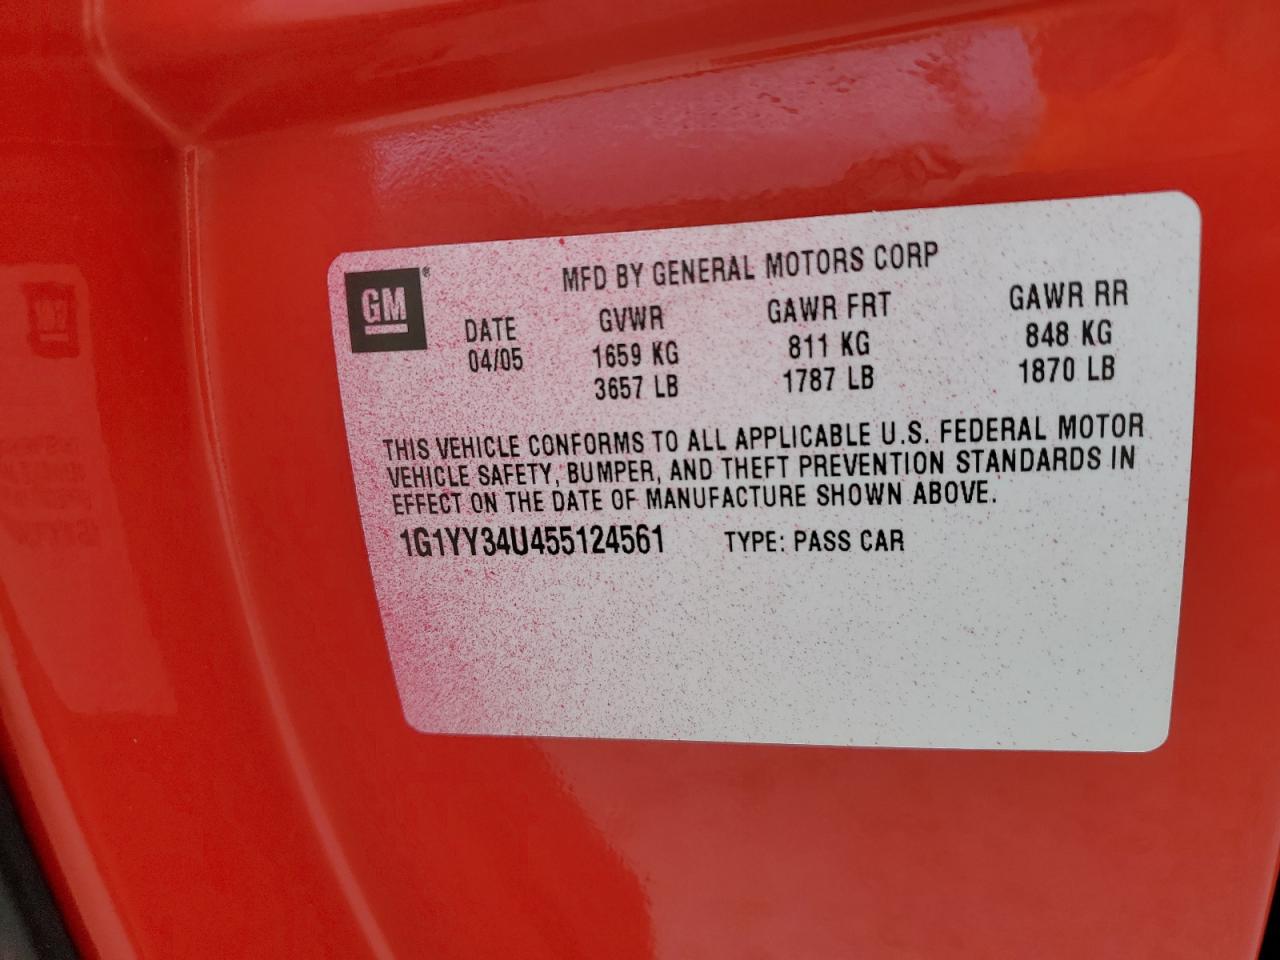 GM ®
MFD BY GENERAL MOTORS CORP
DATE GVWR GAWR FRT GAWR RR
04/05 1659 KG 811 KG 848 KG
3657 LB 1787 LB 1870 LB
THIS VEHICLE CONFORMS TO ALL APPLICABLE U.S. FEDERAL MOTOR
VEHICLE SAFETY, BUMPER, AND THEFT PREVENTION STANDARDS IN
EFFECT ON THE DATE OF MANUFACTURE SHOWN ABOVE.
1G1YY34U455124561 TYPE: PASS CAR